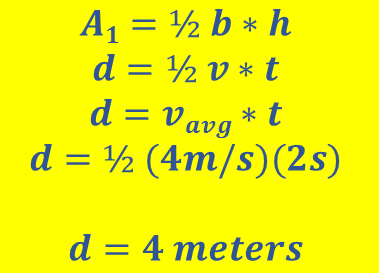 A₁ = ½ b * h
d = ½ v * t
d = v_avg * t
d = ½ (4m/s)(2s)
d = 4 meters